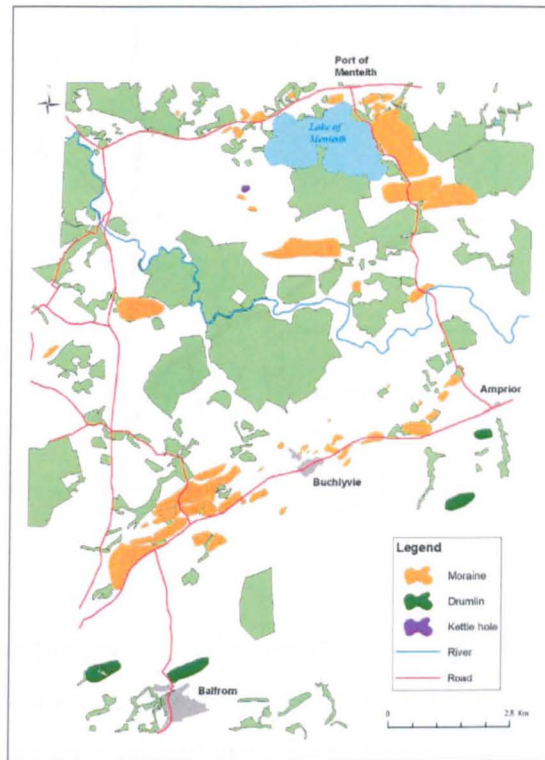 Port of
Menteith
Lake of
Menteith
Amprior
Buchlyvie
Legend
Moraine
Drumlin
Kettle hole
River
Road
Balfrom
0
2.5 Km